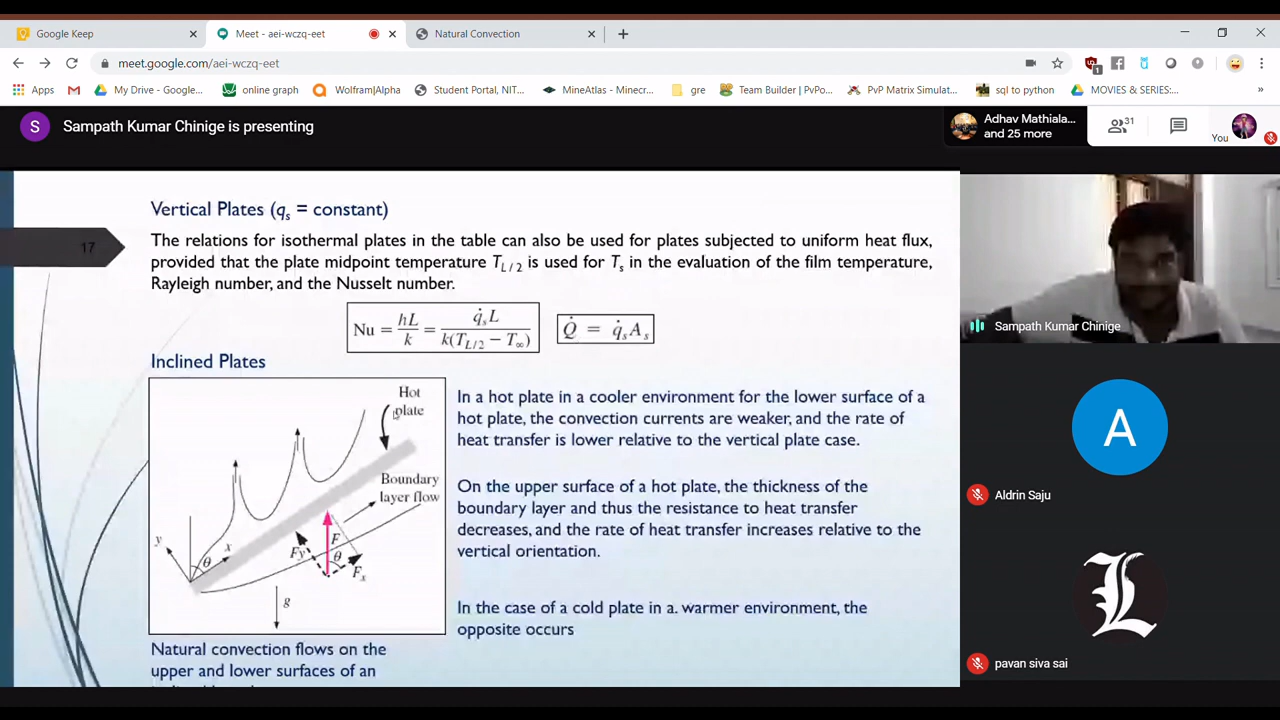 Google Keep
Meet - aei-wczq-eet
Natural Convection
meet.google.com/aei-wczq-eet
1
Apps
My Drive - Google...
online graph
Wolfram|Alpha
Student Portal, NIT...
MineAtlas - Minecr...
gre
Team Builder | PvPo...
PvP Matrix Simulat...
sql to python
MOVIES & SERIES:...
»
S
Sampath Kumar Chinige is presenting
Adhav Mathiala...
and 25 more
31
You
17
Vertical Plates (qs = constant)
The relations for isothermal plates in the table can also be used for plates subjected to uniform heat flux,
provided that the plate midpoint temperature TL/2 is used for Ts in the evaluation of the film temperature,
Rayleigh number, and the Nusselt number.
Nu = hL/k = q̇sL/k(TL/2 − T∞)
Q̇ = q̇sAs
Inclined Plates
Hot
plate
Boundary
layer flow
y
θ
x
Fy
F
θ
Fx
g
In a hot plate in a cooler environment for the lower surface of a
hot plate, the convection currents are weaker, and the rate of
heat transfer is lower relative to the vertical plate case.
On the upper surface of a hot plate, the thickness of the
boundary layer and thus the resistance to heat transfer
decreases, and the rate of heat transfer increases relative to the
vertical orientation.
In the case of a cold plate in a. warmer environment, the
opposite occurs
Natural convection flows on the
upper and lower surfaces of an
Sampath Kumar Chinige
A
Aldrin Saju
L
pavan siva sai